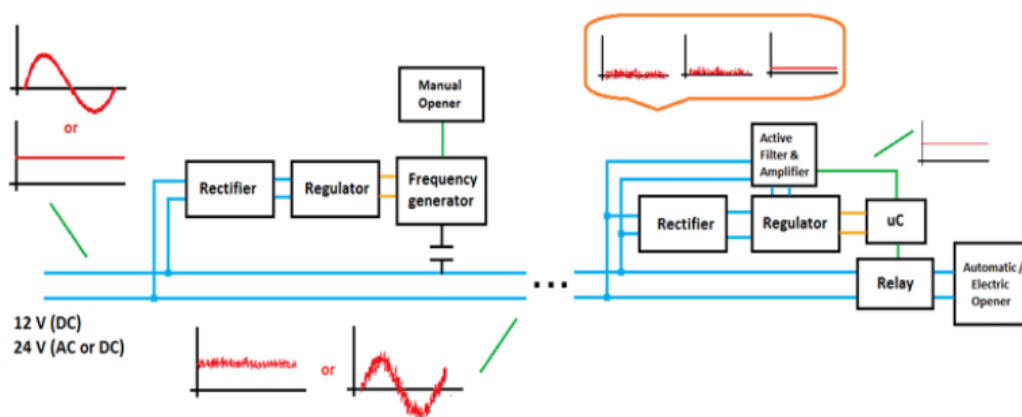 or
Manual
Opener
Rectifier
Regulator
Frequency
generator
12 V (DC)
24 V (AC or DC)
or
...
Active
Filter &
Amplifier
Rectifier
Regulator
uC
Relay
Automatic /
Electric
Opener